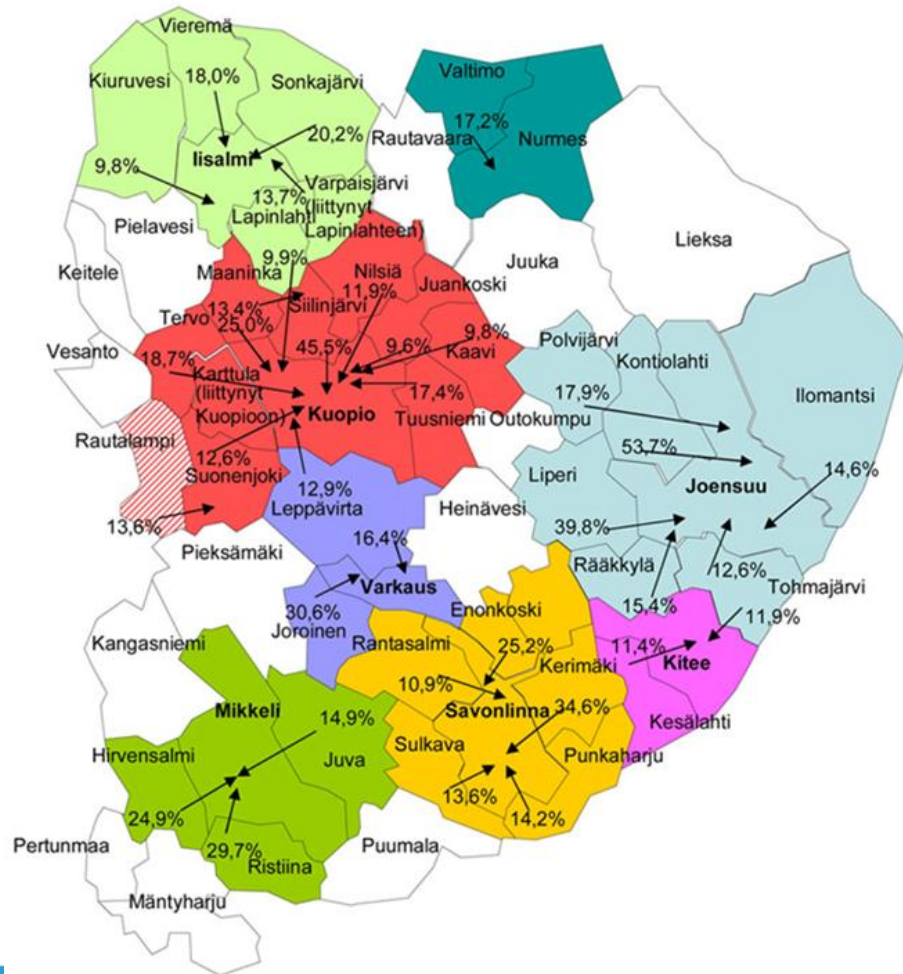 Vieremä
Kiuruvesi
18,0%
Sonkajärvi
Valtimo
17,2%
Rautavaara
Nurmes
20,2%
Iisalmi
9,8%
Varpaisjärvi
13,7%
(liittynyt
Lapinlahti
Lapinlahteen)
Pielavesi
Lieksa
Keitele
9,9%
Maaninka
Nilsiä
Juuka
Juankoski
11,9%
13,4%
Siilinjärvi
Tervo
25,0%
9,8%
Polvijärvi
45,5%
9,6%
Kaavi
Vesanto
18,7%
Kontiolahti
Karttula
(liittynyt
Kuopioon)
17,4%
17,9%
Ilomantsi
Kuopio
Tuusniemi
Outokumpu
Rautalampi
53,7%
12,6%
Suonenjoki
Liperi
14,6%
12,9%
Joensuu
Leppävirta
Heinävesi
13,6%
39,8%
Pieksämäki
16,4%
Rääkkylä
12,6%
Varkaus
Tohmajärvi
30,6%
15,4%
Enonkoski
11,9%
Joroinen
Rantasalmi
25,2%
11,4%
Kangasniemi
Kerimäki
Kitee
10,9%
Mikkeli
Savonlinna
34,6%
14,9%
Kesälahti
Hirvensalmi
Juva
Sulkava
Punkaharju
24,9%
13,6%
14,2%
Pertunmaa
29,7%
Puumala
Ristiina
Mäntyharju